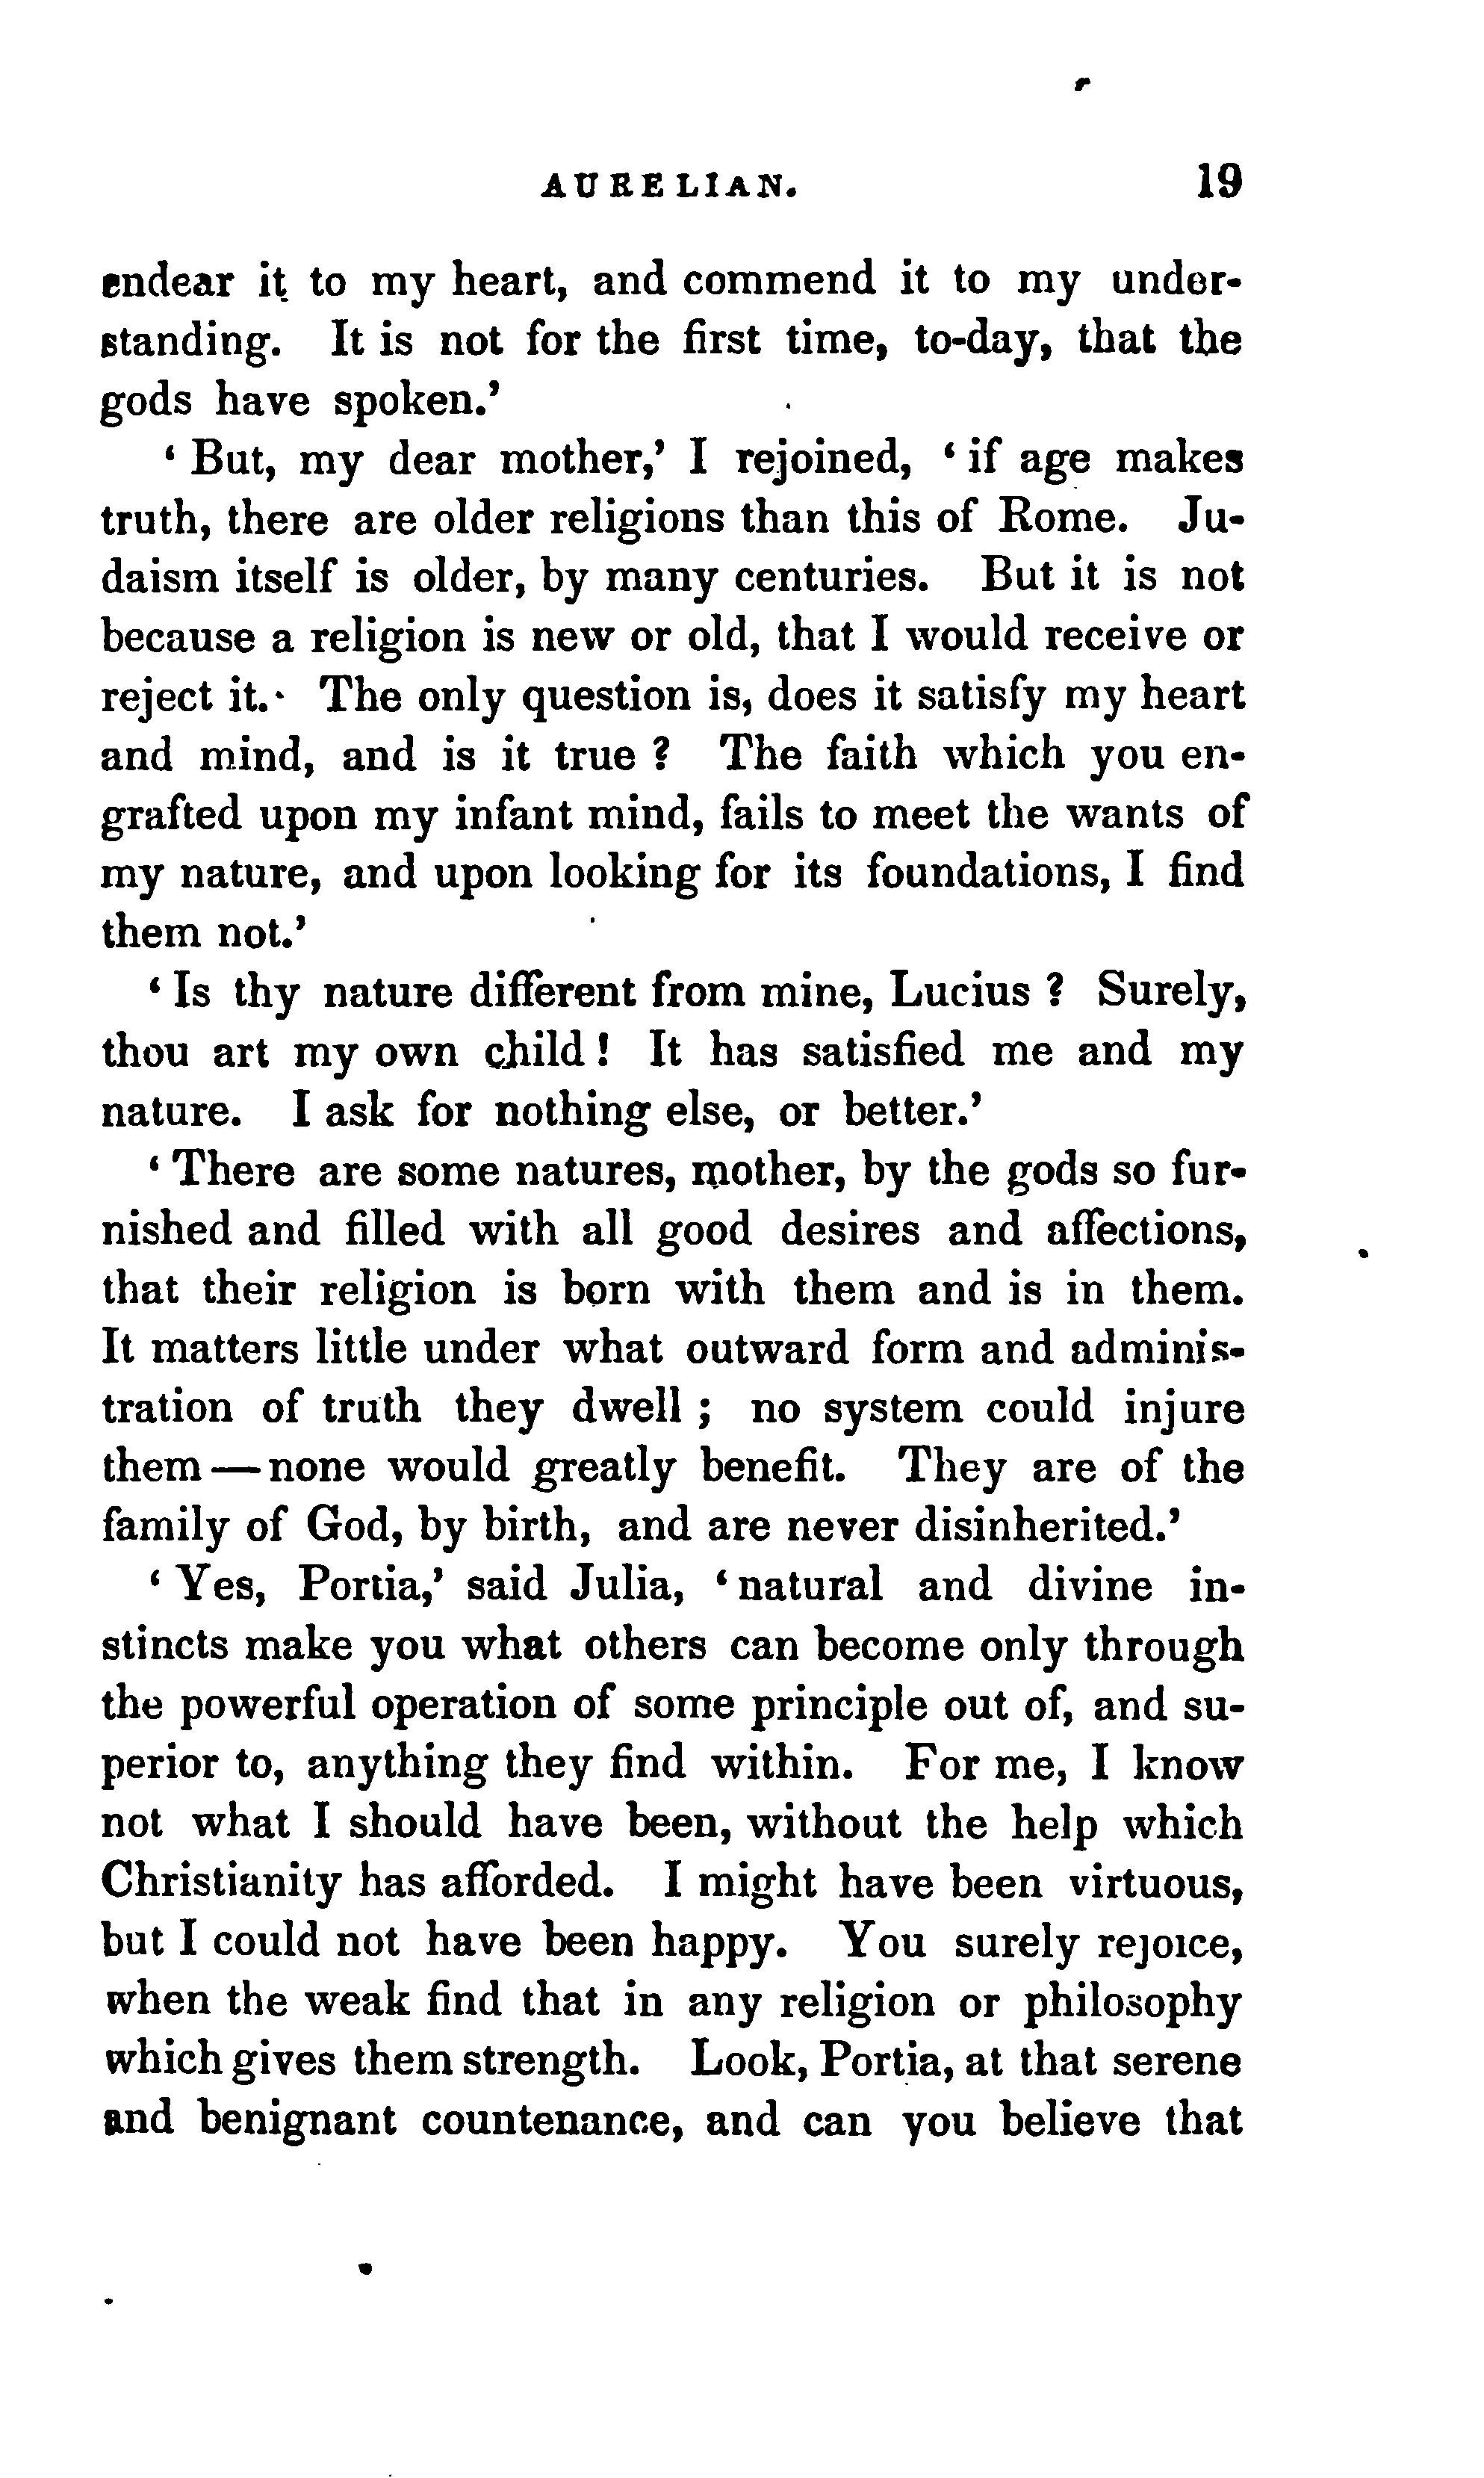 AURELIAN. 19
endear it to my heart, and commend it to my under-
standing. It is not for the first time, to-day, that the
gods have spoken.’
‘ But, my dear mother,’ I rejoined, ‘ if age makes
truth, there are older religions than this of Rome. Ju-
daism itself is older, by many centuries. But it is not
because a religion is new or old, that I would receive or
reject it. The only question is, does it satisfy my heart
and mind, and is it true ? The faith which you en-
grafted upon my infant mind, fails to meet the wants of
my nature, and upon looking for its foundations, I find
them not.’
‘ Is thy nature different from mine, Lucius ? Surely,
thou art my own child ! It has satisfied me and my
nature. I ask for nothing else, or better.’
‘ There are some natures, mother, by the gods so fur-
nished and filled with all good desires and affections,
that their religion is born with them and is in them.
It matters little under what outward form and adminis-
tration of truth they dwell ; no system could injure
them — none would greatly benefit. They are of the
family of God, by birth, and are never disinherited.’
‘ Yes, Portia,’ said Julia, ‘ natural and divine in-
stincts make you what others can become only through
the powerful operation of some principle out of, and su-
perior to, anything they find within. For me, I know
not what I should have been, without the help which
Christianity has afforded. I might have been virtuous,
but I could not have been happy. You surely rejoice,
when the weak find that in any religion or philosophy
which gives them strength. Look, Portia, at that serene
and benignant countenance, and can you believe that